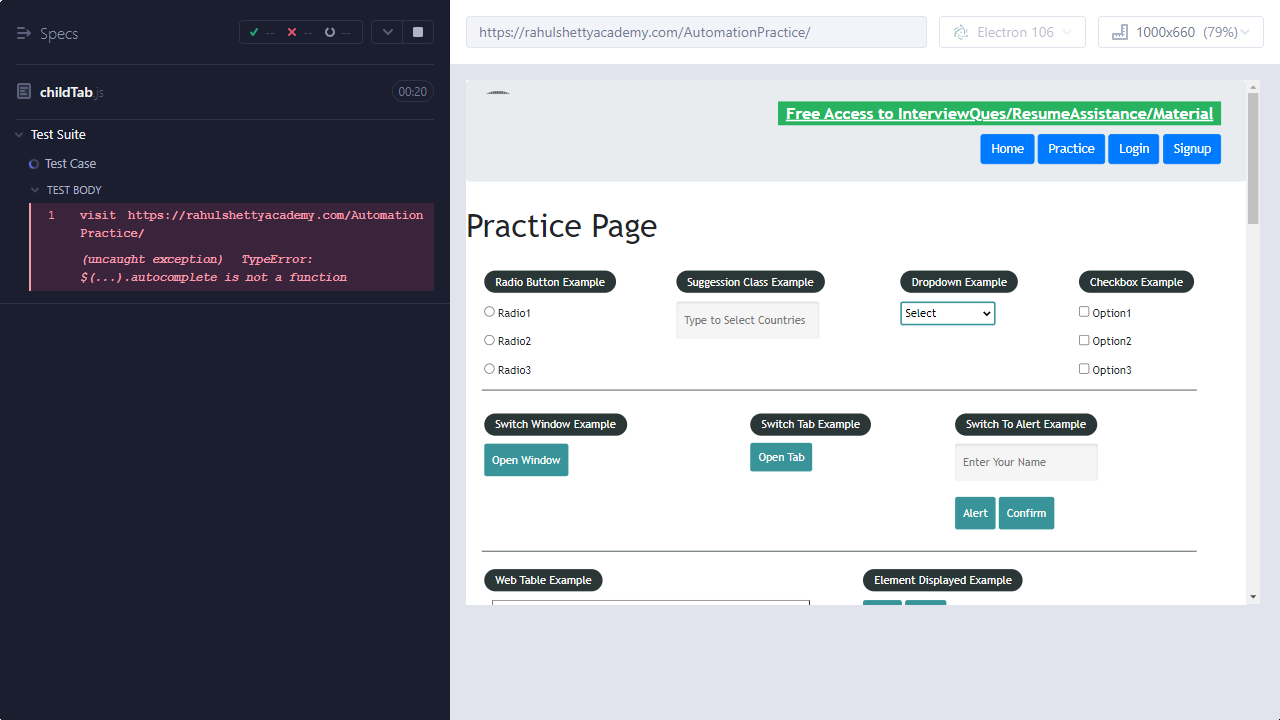 Specs
-- -- --
childTab.js
00:20
Test Suite
Test Case
TEST BODY
1 visit https://rahulshettyacademy.com/Automation
Practice/
(uncaught exception) TypeError:
$(...).autocomplete is not a function
https://rahulshettyacademy.com/AutomationPractice/
Electron 106
1000x660 (79%)
Free Access to InterviewQues/ResumeAssistance/Material
Home Practice Login Signup
Practice Page
Radio Button Example
Radio1
Radio2
Radio3
Suggession Class Example
Type to Select Countries
Dropdown Example
Select
Checkbox Example
Option1
Option2
Option3
Switch Window Example
Open Window
Switch Tab Example
Open Tab
Switch To Alert Example
Enter Your Name
Alert Confirm
Web Table Example
Element Displayed Example